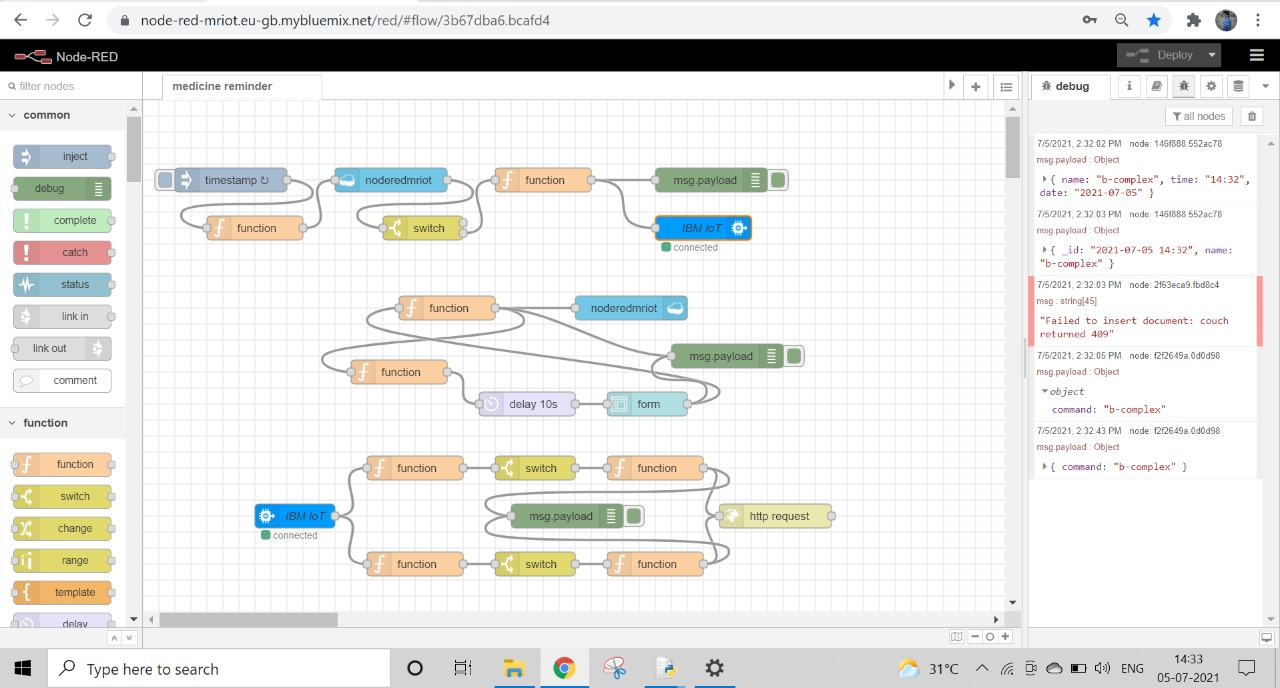 node-red-mriot.eu-gb.mybluemix.net/red/#flow/3b67dba6.bcafd4
Node-RED
Deploy
filter nodes
medicine reminder
debug
i
all nodes
common
inject
debug
complete
catch
status
link in
link out
comment
function
function
switch
change
range
template
delay
timestamp ↻
noderedmriot
function
msg.payload
function
switch
IBM IoT
connected
function
noderedmriot
msg.payload
function
delay 10s
form
function
switch
function
IBM IoT
connected
msg.payload
http request
function
switch
function
7/5/2021, 2:32:02 PM node: 146f888.552ac78
msg.payload : Object
{ name: "b-complex", time: "14:32",
date: "2021-07-05" }
7/5/2021, 2:32:03 PM node: 146f888.552ac78
msg.payload : Object
{ _id: "2021-07-05 14:32", name:
"b-complex" }
7/5/2021, 2:32:03 PM node: 2f63eca9.fbd8c4
msg : string[45]
"Failed to insert document: couch
returned 409"
7/5/2021, 2:32:05 PM node: f2f2649a.0d0d98
msg.payload : Object
object
command: "b-complex"
7/5/2021, 2:32:43 PM node: f2f2649a.0d0d98
msg.payload : Object
{ command: "b-complex" }
Type here to search
31°C
ENG
14:33
05-07-2021